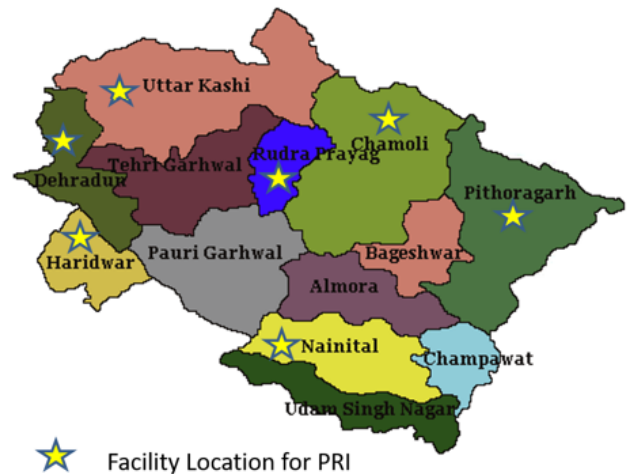 Uttar Kashi
Chamoli
Rudra Prayag
Tehri Garhwal
Dehradun
Pithoragarh
Pauri Garhwal
Bageshwar
Haridwar
Almora
Nainital
Champawat
Udam Singh Nagar
Facility Location for PRI